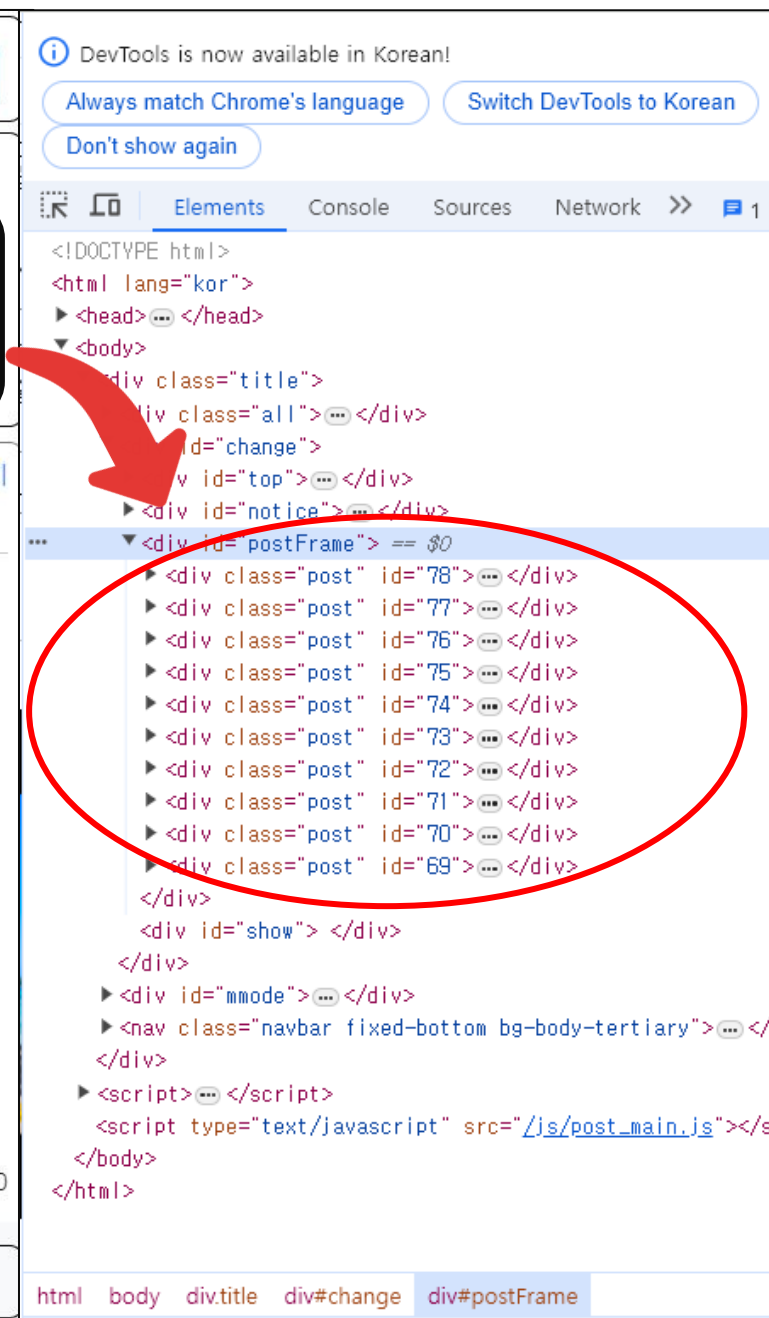 DevTools is now available in Korean!
Always match Chrome's language
Switch DevTools to Korean
Don't show again
Elements Console Sources Network 1
<!DOCTYPE html>
<html lang="kor">
<head>…</head>
<body>
div class="title">
iv class="all">…</div>
d="change">
v id="top">…</div>
<div id="notice">…</div>
… <div id="postFrame"> == $0
<div class="post" id="78">…</div>
<div class="post" id="77">…</div>
<div class="post" id="76">…</div>
<div class="post" id="75">…</div>
<div class="post" id="74">…</div>
<div class="post" id="73">…</div>
<div class="post" id="72">…</div>
<div class="post" id="71">…</div>
<div class="post" id="70">…</div>
<div class="post" id="69">…</div>
</div>
<div id="show"> </div>
</div>
<div id="mmode">…</div>
<nav class="navbar fixed-bottom bg-body-tertiary">…</
</div>
<script>…</script>
<script type="text/javascript" src="/js/post_main.js"></s
</body>
</html>
html body div.title div#change div#postFrame